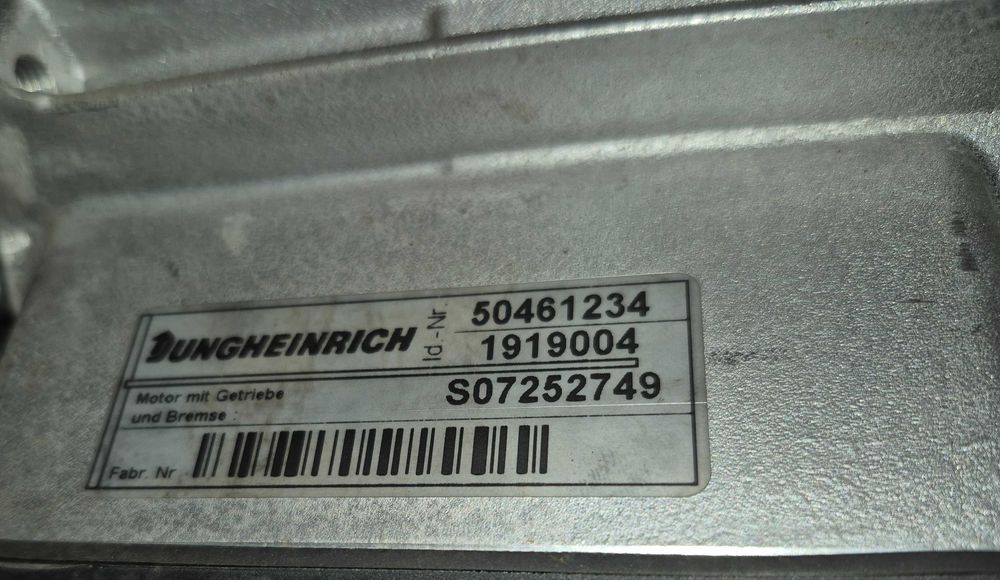 JUNGHEINRICH Id.-Nr. 50461234
1919004
Motor mit Getriebe S07252749
und Bremse :
Fabr. Nr